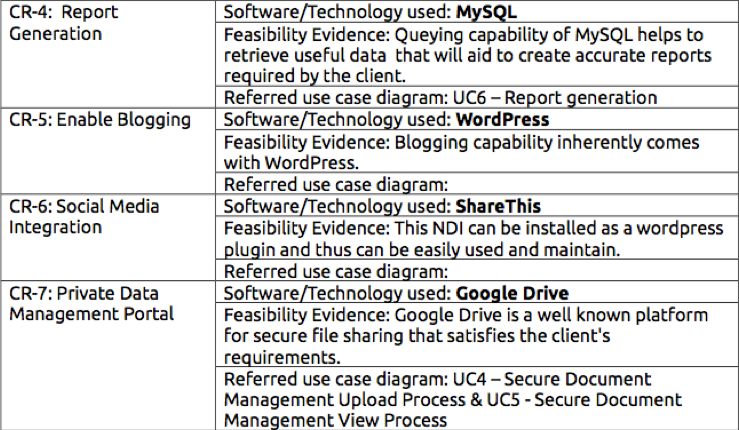 CR-4:  Report
Generation
Software/Technology used: MySQL
Feasibility Evidence: Queying capability of MySQL helps to
retrieve useful data  that will aid to create accurate reports
required by the client.
Referred use case diagram: UC6 – Report generation
CR-5: Enable Blogging
Software/Technology used: WordPress
Feasibility Evidence: Blogging capability inherently comes
with WordPress.
Referred use case diagram:
CR-6: Social Media
Integration
Software/Technology used: ShareThis
Feasibility Evidence: This NDI can be installed as a wordpress
plugin and thus can be easily used and maintain.
Referred use case diagram:
CR-7: Private Data
Management Portal
Software/Technology used: Google Drive
Feasibility Evidence: Google Drive is a well known platform
for secure file sharing that satisfies the client's
requirements.
Referred use case diagram: UC4 – Secure Document
Management Upload Process & UC5 - Secure Document
Management View Process